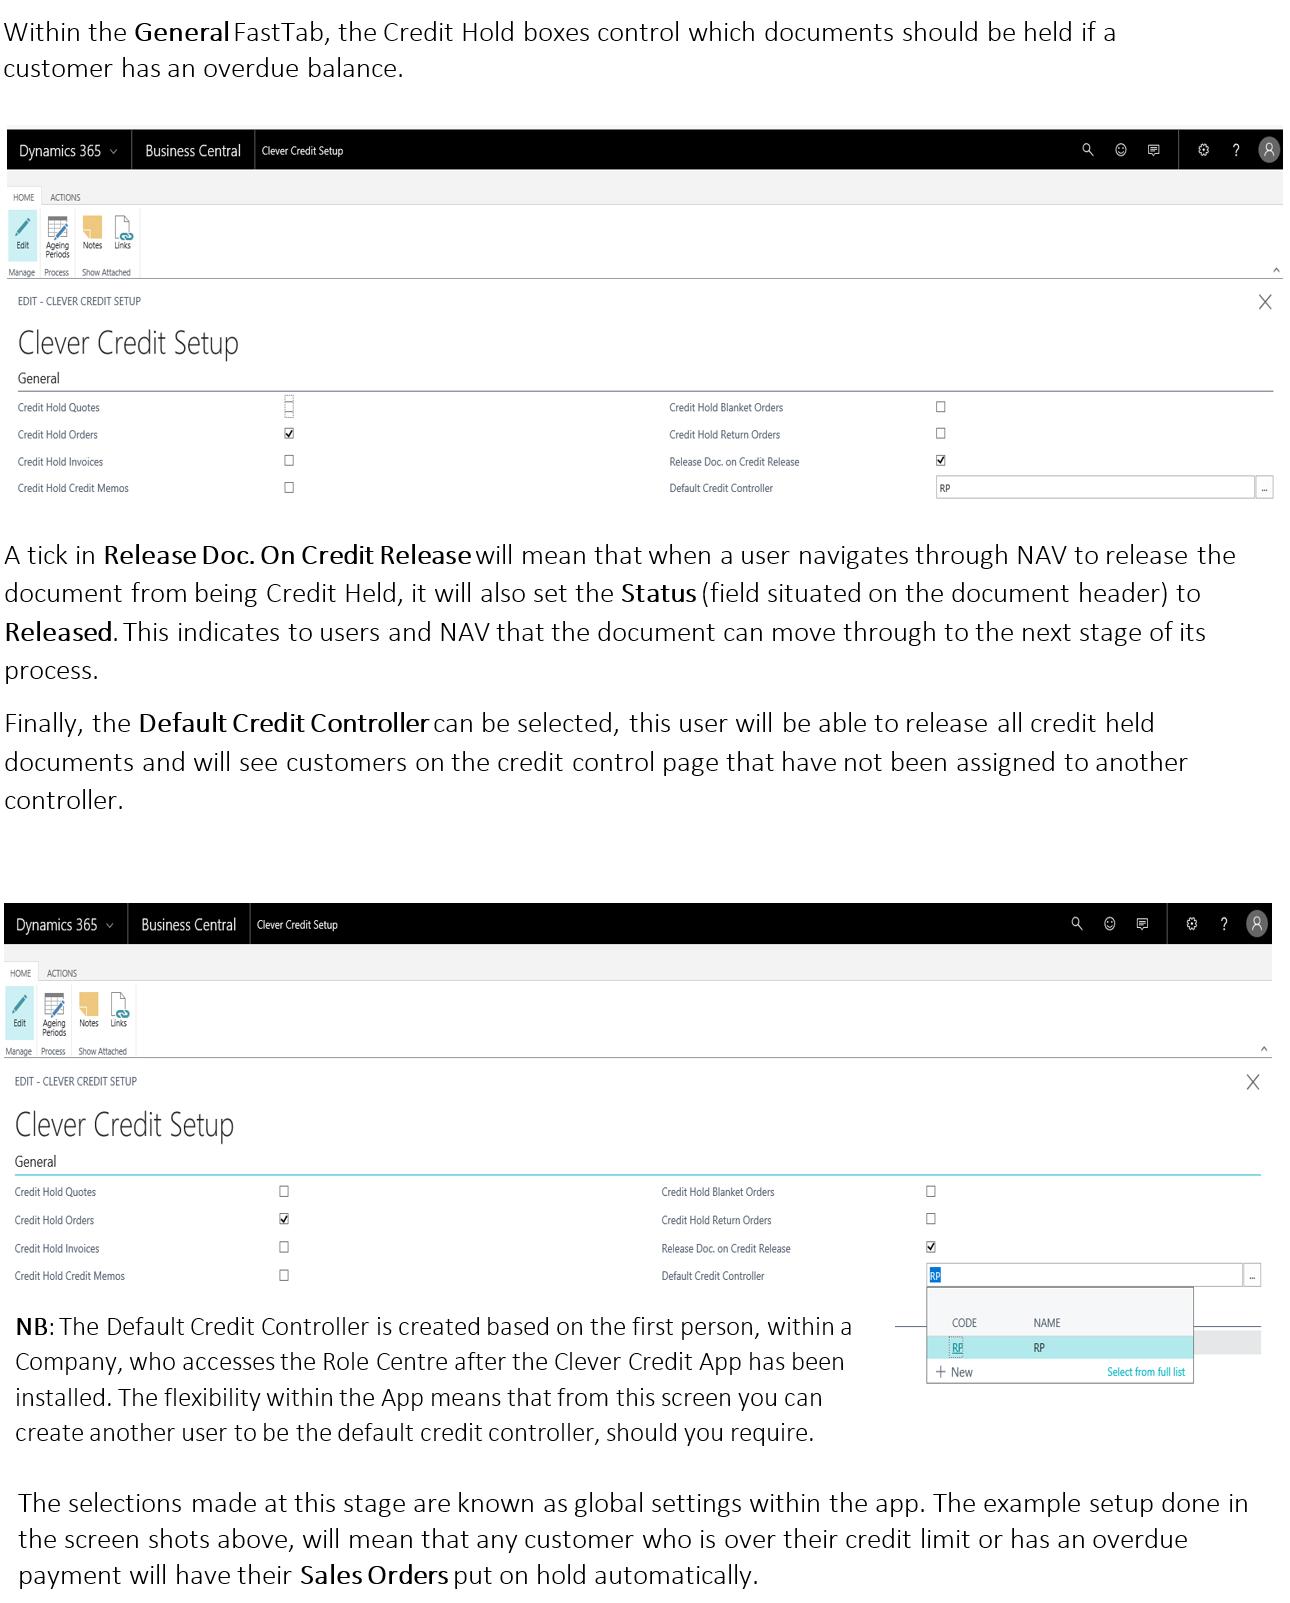 Within the General FastTab, the Credit Hold boxes control which documents should be held if a
customer has an overdue balance.
Dynamics 365 Business Central Clever Credit Setup ?
HOME ACTIONS
Edit Ageing Periods Notes Links
Manage Process Show Attached
EDIT - CLEVER CREDIT SETUP
Clever Credit Setup
General
Credit Hold Quotes Credit Hold Blanket Orders
Credit Hold Orders Credit Hold Return Orders
Credit Hold Invoices Release Doc. on Credit Release
Credit Hold Credit Memos Default Credit Controller RP ...
A tick in Release Doc. On Credit Release will mean that when a user navigates through NAV to release the
document from being Credit Held, it will also set the Status (field situated on the document header) to
Released. This indicates to users and NAV that the document can move through to the next stage of its
process.
Finally, the Default Credit Controller can be selected, this user will be able to release all credit held
documents and will see customers on the credit control page that have not been assigned to another
controller.
Dynamics 365 Business Central Clever Credit Setup ?
HOME ACTIONS
Edit Ageing Periods Notes Links
Manage Process Show Attached
EDIT - CLEVER CREDIT SETUP
Clever Credit Setup
General
Credit Hold Quotes Credit Hold Blanket Orders
Credit Hold Orders Credit Hold Return Orders
Credit Hold Invoices Release Doc. on Credit Release
Credit Hold Credit Memos Default Credit Controller RP ...
CODE NAME
RP RP
+ New Select from full list
NB: The Default Credit Controller is created based on the first person, within a
Company, who accesses the Role Centre after the Clever Credit App has been
installed. The flexibility within the App means that from this screen you can
create another user to be the default credit controller, should you require.
The selections made at this stage are known as global settings within the app. The example setup done in
the screen shots above, will mean that any customer who is over their credit limit or has an overdue
payment will have their Sales Orders put on hold automatically.